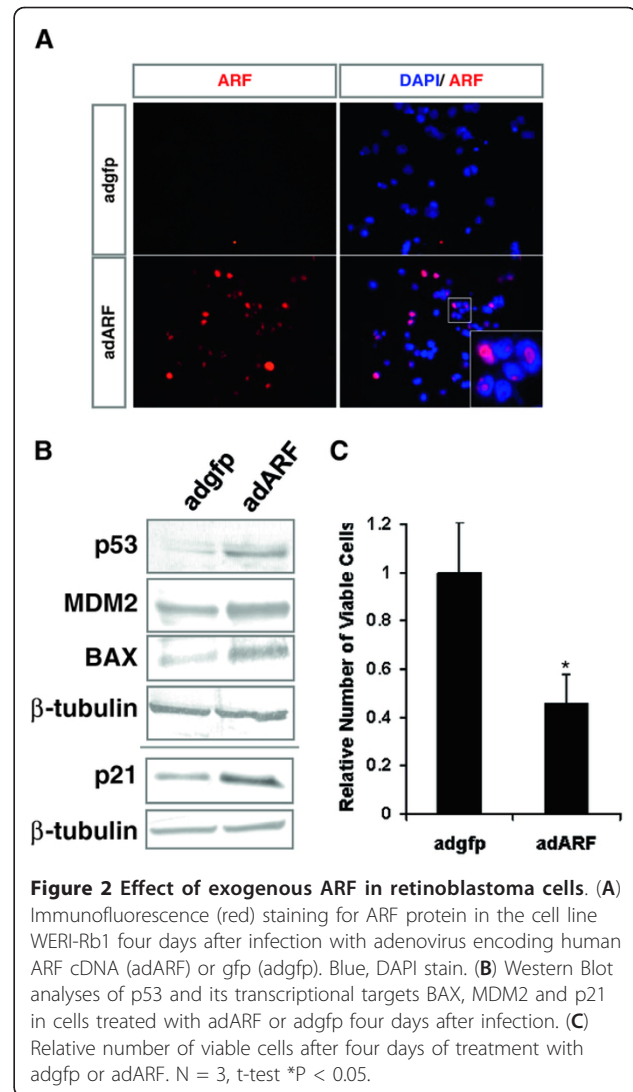 A
ARF
DAPI/ ARF
adgfp
adARF
B
adgfp
adARF
p53
MDM2
BAX
β-tubulin
p21
β-tubulin
C
Relative Number of Viable Cells
1.2
1
0.8
0.6
0.4
0.2
0
*
adgfp
adARF
Figure 2 Effect of exogenous ARF in retinoblastoma cells. (A)
Immunofluorescence (red) staining for ARF protein in the cell line
WERI-Rb1 four days after infection with adenovirus encoding human
ARF cDNA (adARF) or gfp (adgfp). Blue, DAPI stain. (B) Western Blot
analyses of p53 and its transcriptional targets BAX, MDM2 and p21
in cells treated with adARF or adgfp four days after infection. (C)
Relative number of viable cells after four days of treatment with
adgfp or adARF. N = 3, t-test *P < 0.05.